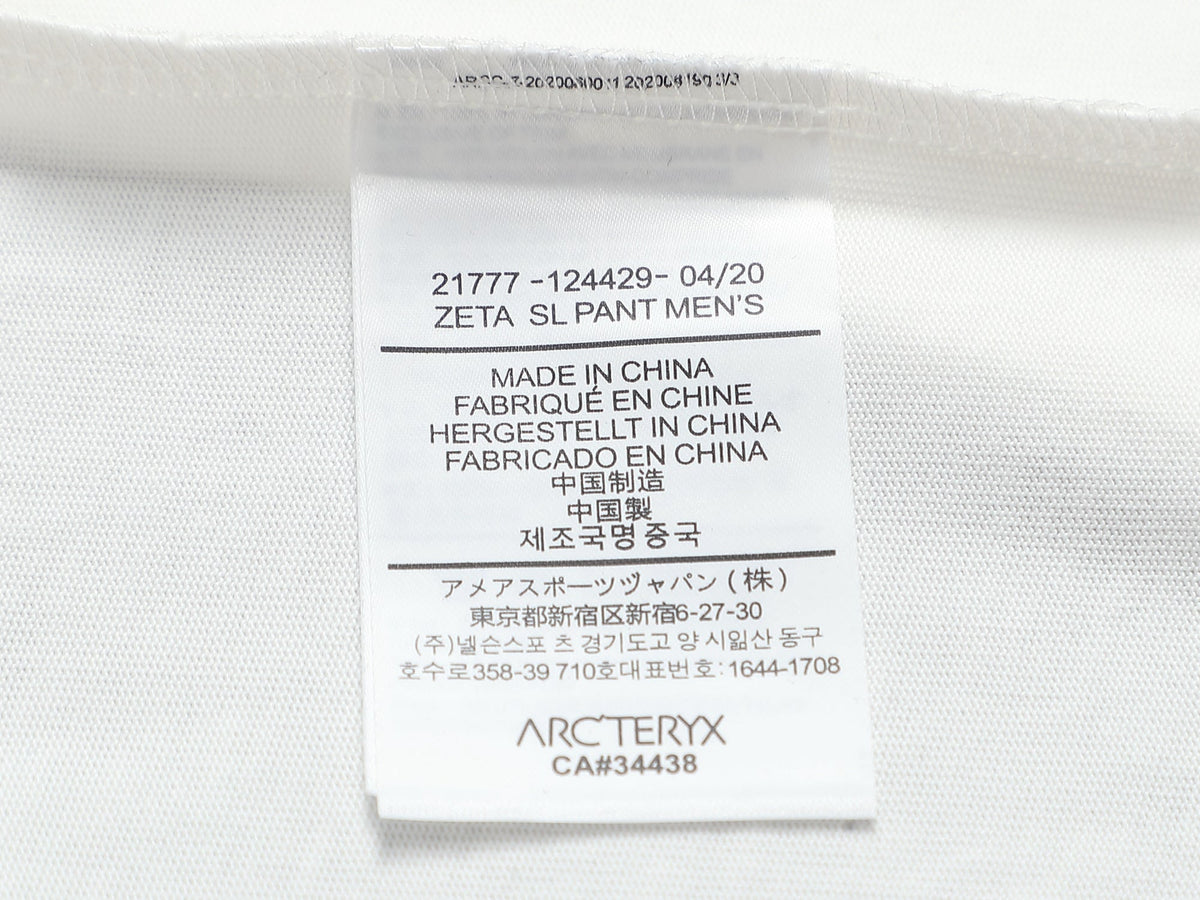 21777 -124429- 04/20
ZETA SL PANT MEN'S
MADE IN CHINA
FABRIQUÉ EN CHINE
HERGESTELLT IN CHINA
FABRICADO EN CHINA
中国制造
中国製
제조국명 중국
アメアスポーツヅャパン (株)
東京都新宿区新宿6-27-30
(주)넬슨스포 츠 경기도고 양 시일산 동구
호수로358-39 710호대표번호: 1644-1708
ARC'TERYX
CA#34438